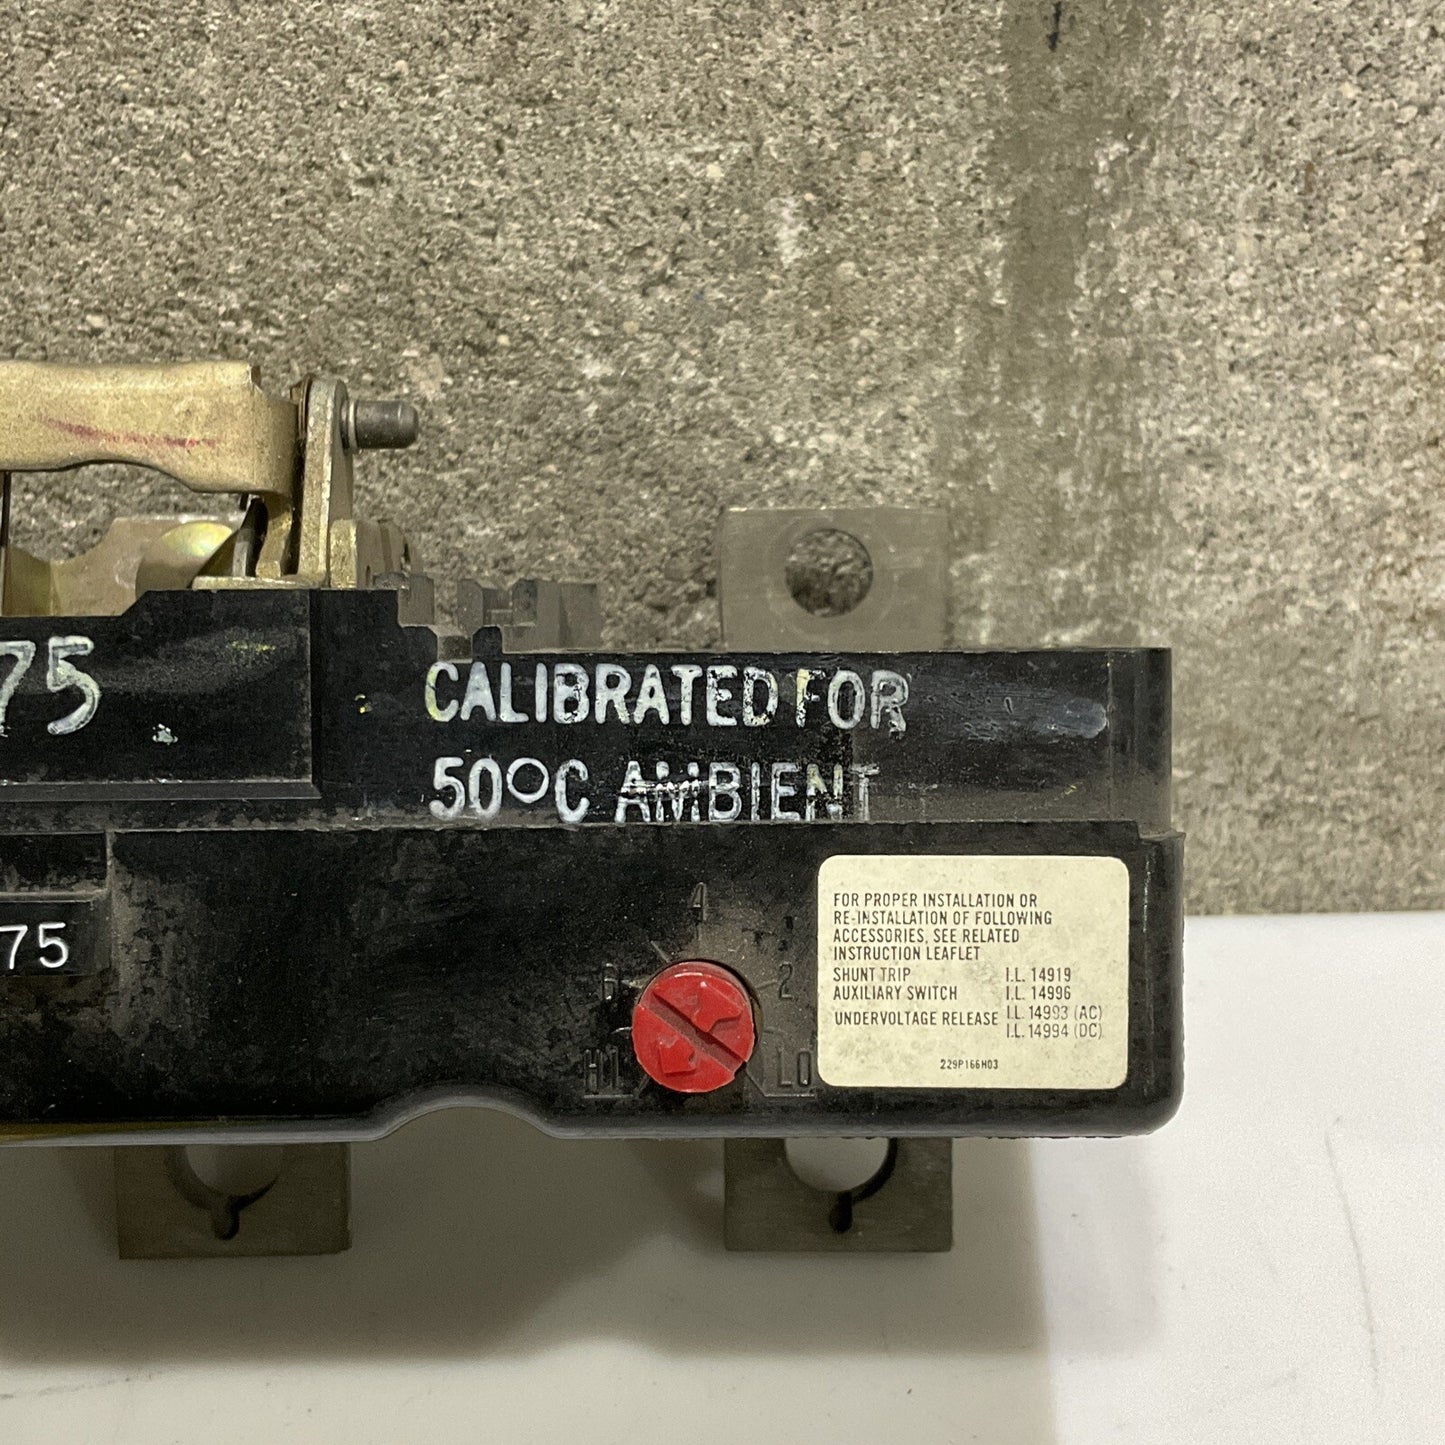 75
CALIBRATED FOR
50°C AMBIENT
75
4
2
HI
LO
FOR PROPER INSTALLATION OR
RE-INSTALLATION OF FOLLOWING
ACCESSORIES, SEE RELATED
INSTRUCTION LEAFLET
SHUNT TRIP I.L. 14919
AUXILIARY SWITCH I.L. 14996
UNDERVOLTAGE RELEASE I.L. 14993 (AC)
I.L. 14994 (DC)
229P166H03